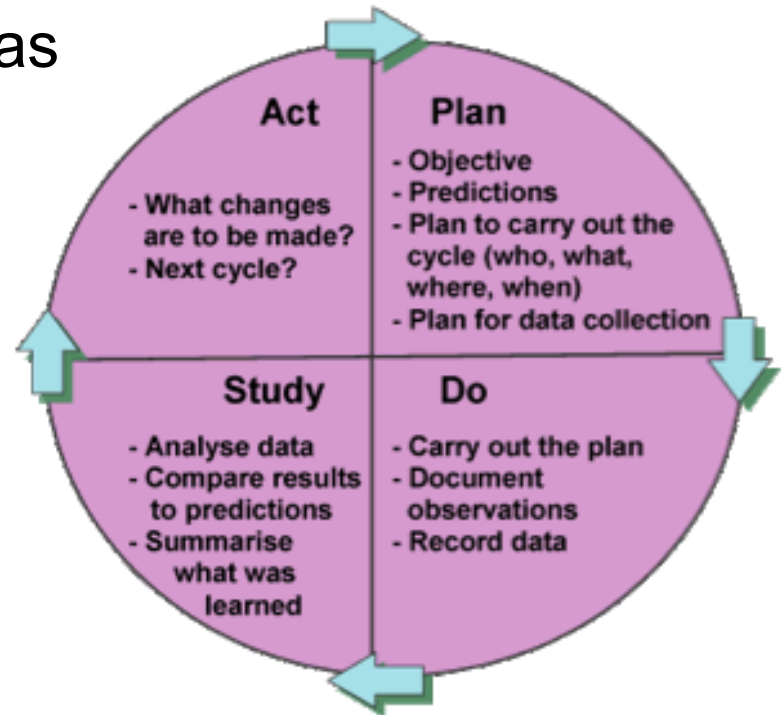 as
Act
- What changes
are to be made?
- Next cycle?
Plan
- Objective
- Predictions
- Plan to carry out the
cycle (who, what,
where, when)
- Plan for data collection
Study
- Analyse data
- Compare results
to predictions
- Summarise
what was
learned
Do
- Carry out the plan
- Document
observations
- Record data